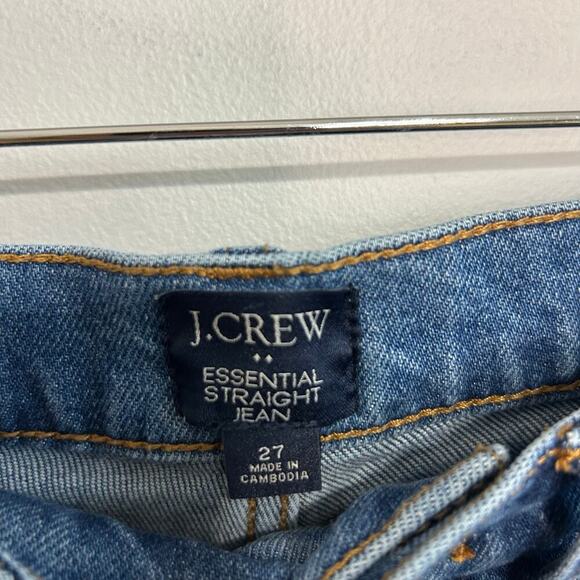 J.CREW
ESSENTIAL
STRAIGHT
JEAN
27
MADE IN
CAMBODIA